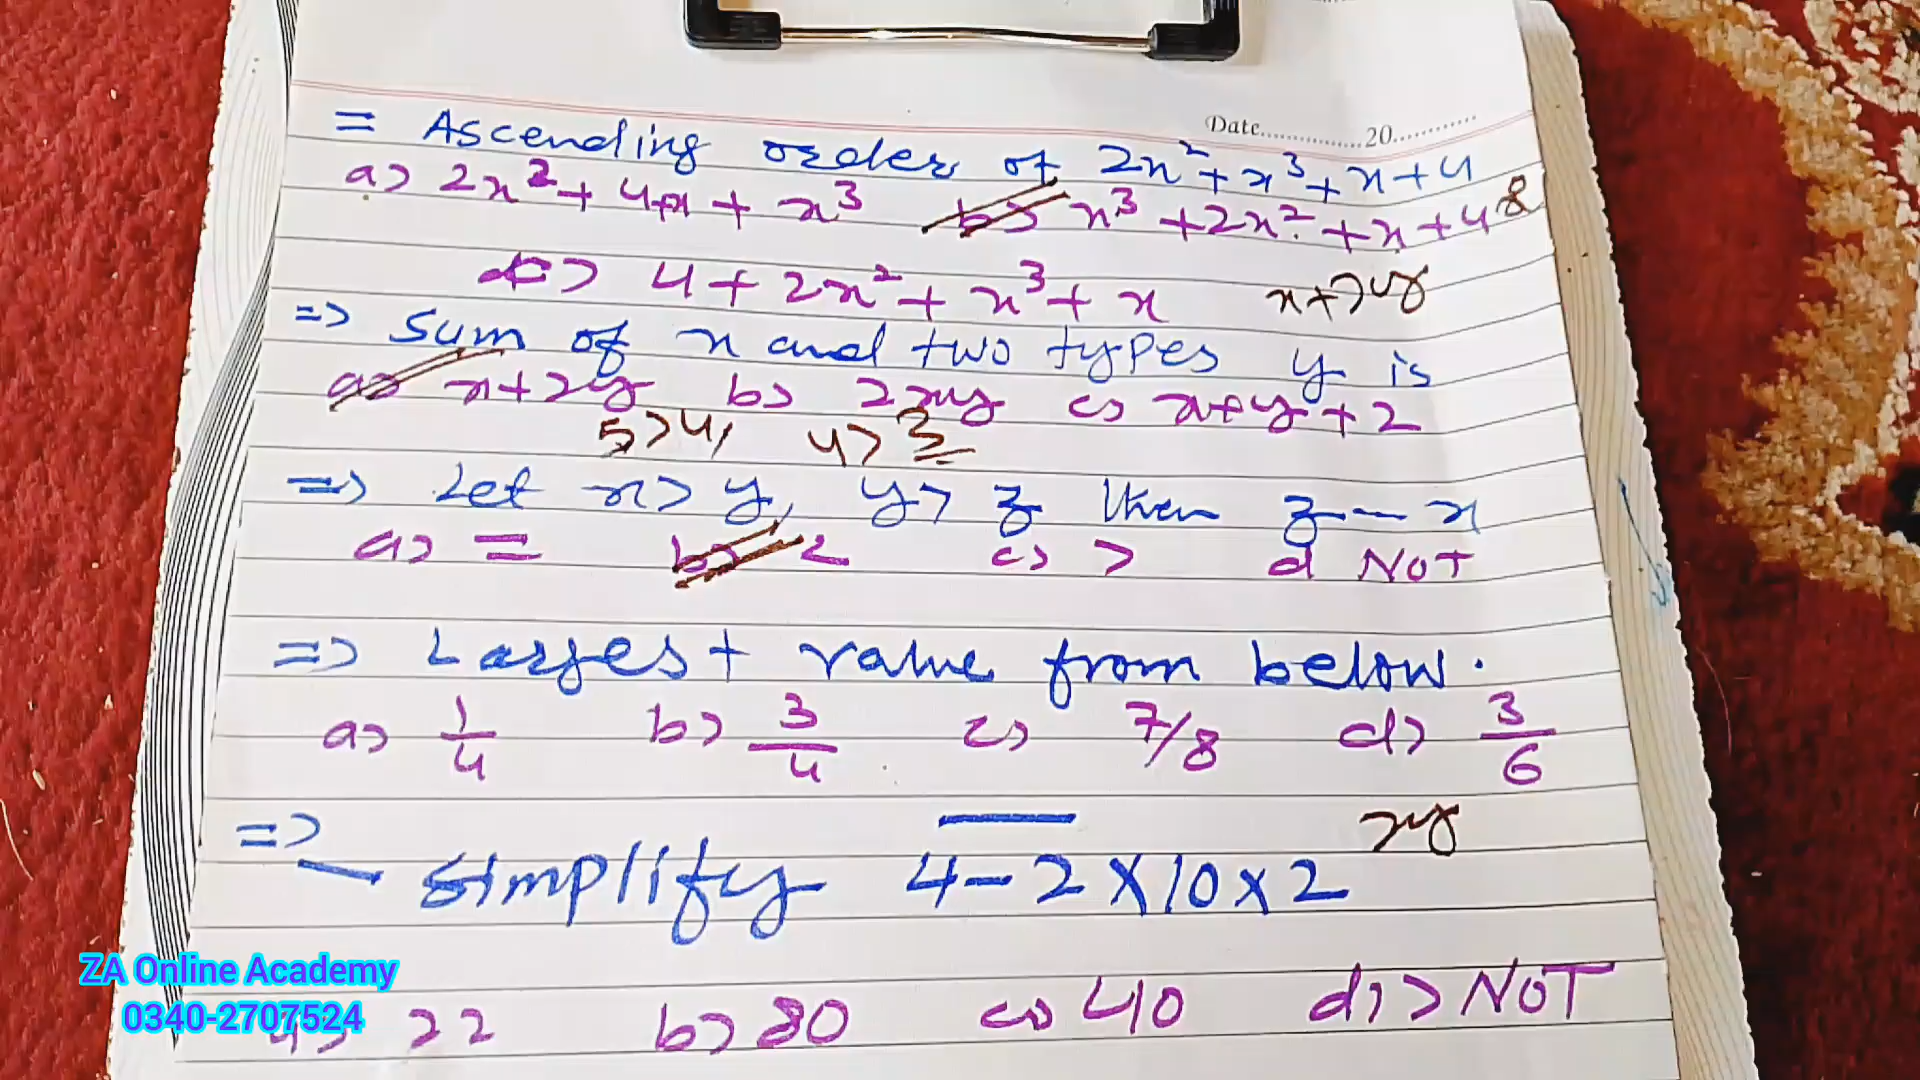 Date..............20............
= Ascending order of 2x²+x³+x+4
a> 2x²+4+x+x³ b> x³+2x²+x+4 8
c> 4+2x²+x³+x x+2y
=> Sum of x and two types y is
a> x+2y b> 2xy c> x+y+2
5>4, 4>3
=> Let x>y, y>z then z--x
a> = b> < c> > d NOT
=> Largest value from below.
a> 1/4 b> 3/4 c> 7/8 d> 3/6
=> Simplify 4-2×10×2
a> 22 b> 80 c> 40 d> > NOT
ZA Online Academy
0340-2707524